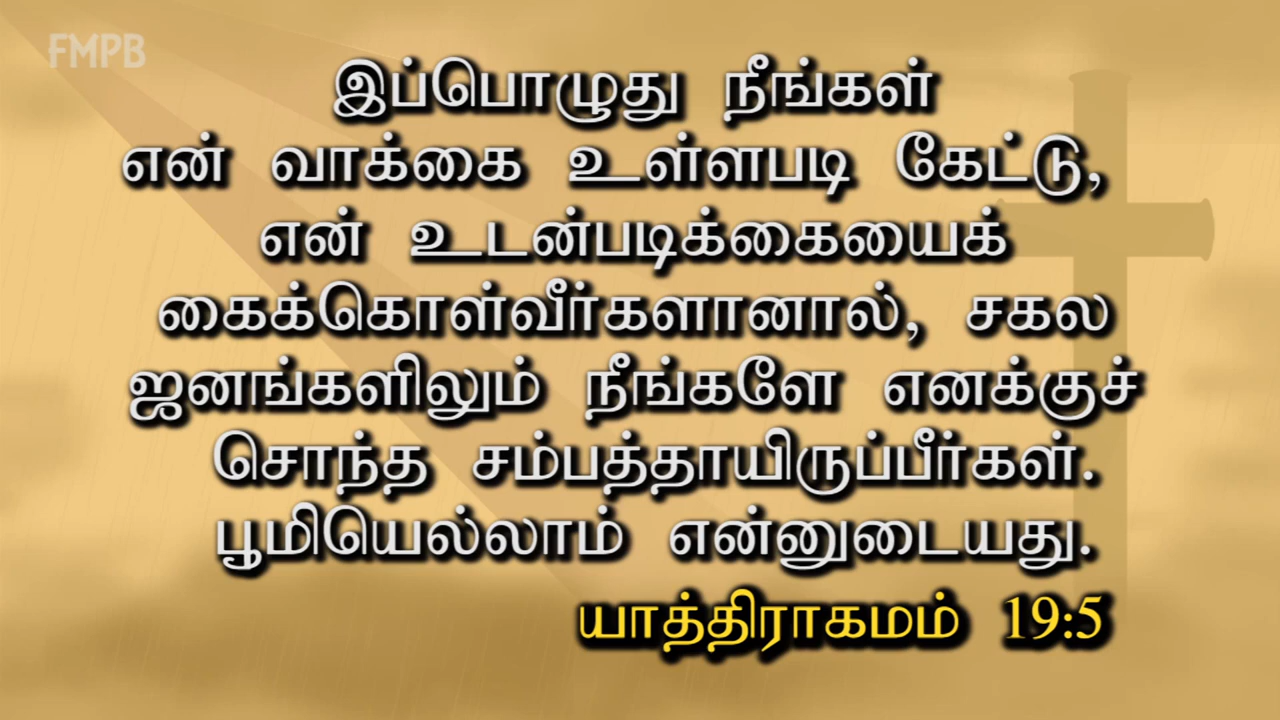 FMPB
இப்பொழுது நீங்கள்
என் வாக்கை உள்ளபடி கேட்டு,
என் உடன்படிக்கையைக்
கைக்கொள்வீர்களானால், சகல
ஜனங்களிலும் நீங்களே எனக்குச்
சொந்த சம்பத்தாயிருப்பீர்கள்.
பூமியெல்லாம் என்னுடையது.
யாத்திராகமம் 19:5